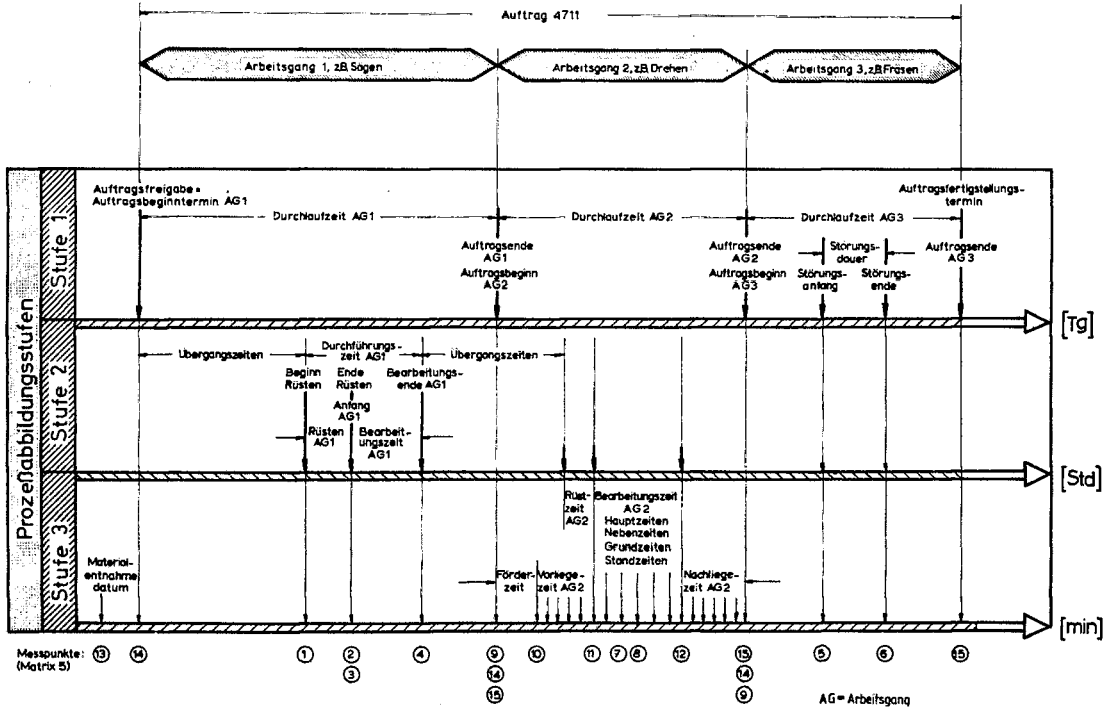 Auftrag 4711
Arbeitsgang 1, z.B. Sägen
Arbeitsgang 2, z.B. Drehen
Arbeitsgang 3, z.B. Fräsen
Prozeßabbildungsstufen
Stufe 1
Auftragsfreigabe =
Auftragsbeginntermin AG1
Durchlaufzeit AG1
Durchlaufzeit AG2
Durchlaufzeit AG3
Auftragsfertigstellungs-
termin
Auftragsende
AG1
Auftragsbeginn
AG2
Auftragsende
AG2
Auftragsbeginn
AG3
Störungs-
dauer
Störungs-
anfang
Störungs-
ende
Auftragsende
AG3
[Tg]
Stufe 2
Übergangszeiten
Durchführungs-
zeit AG1
Übergangszeiten
Beginn
Rüsten
Ende
Rüsten
Anfang
AG1
Bearbeitungs-
ende AG1
Rüsten
AG1
Bearbeit-
ungszeit
AG1
[Std]
Stufe 3
Material-
entnahme
datum
Rüst-
zeit
AG2
Bearbeitungszeit
AG2
Hauptzeiten
Nebenzeiten
Grundzeiten
Standzeiten
Förder-
zeit
Vorliege-
zeit AG2
Nachliege-
zeit AG2
[min]
Messpunkte:
(Matrix 5)
13 14 1 2 4 9 10 11 7 8 12 15 5 6 15
3 14 14
15 9
AG = Arbeitsgang